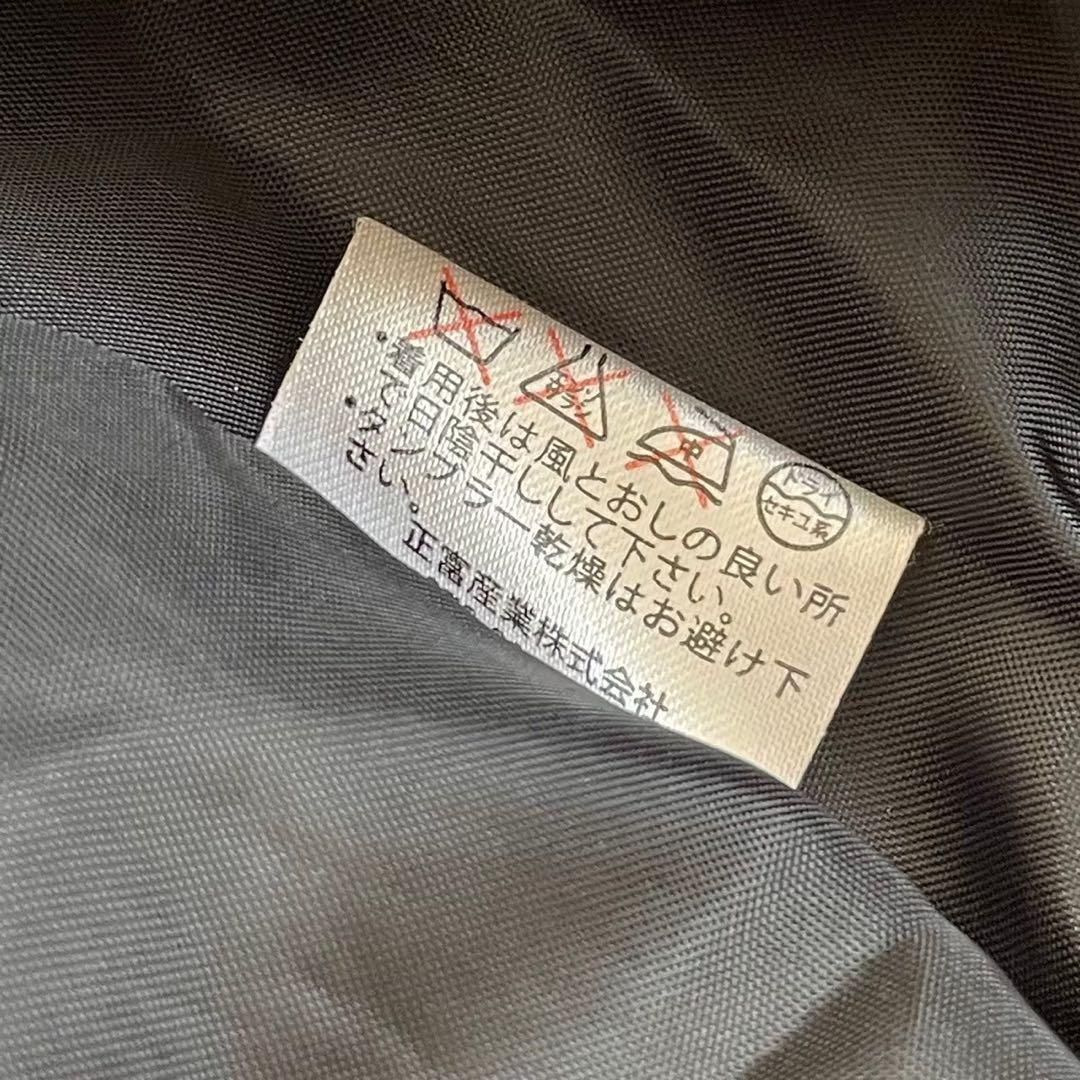 中
ドライ
セキユ系
・着用後は風とおしの良い所
で日陰干しして下さい。
・タンブラー乾燥はお避け下
さい。
正富産業株式会社